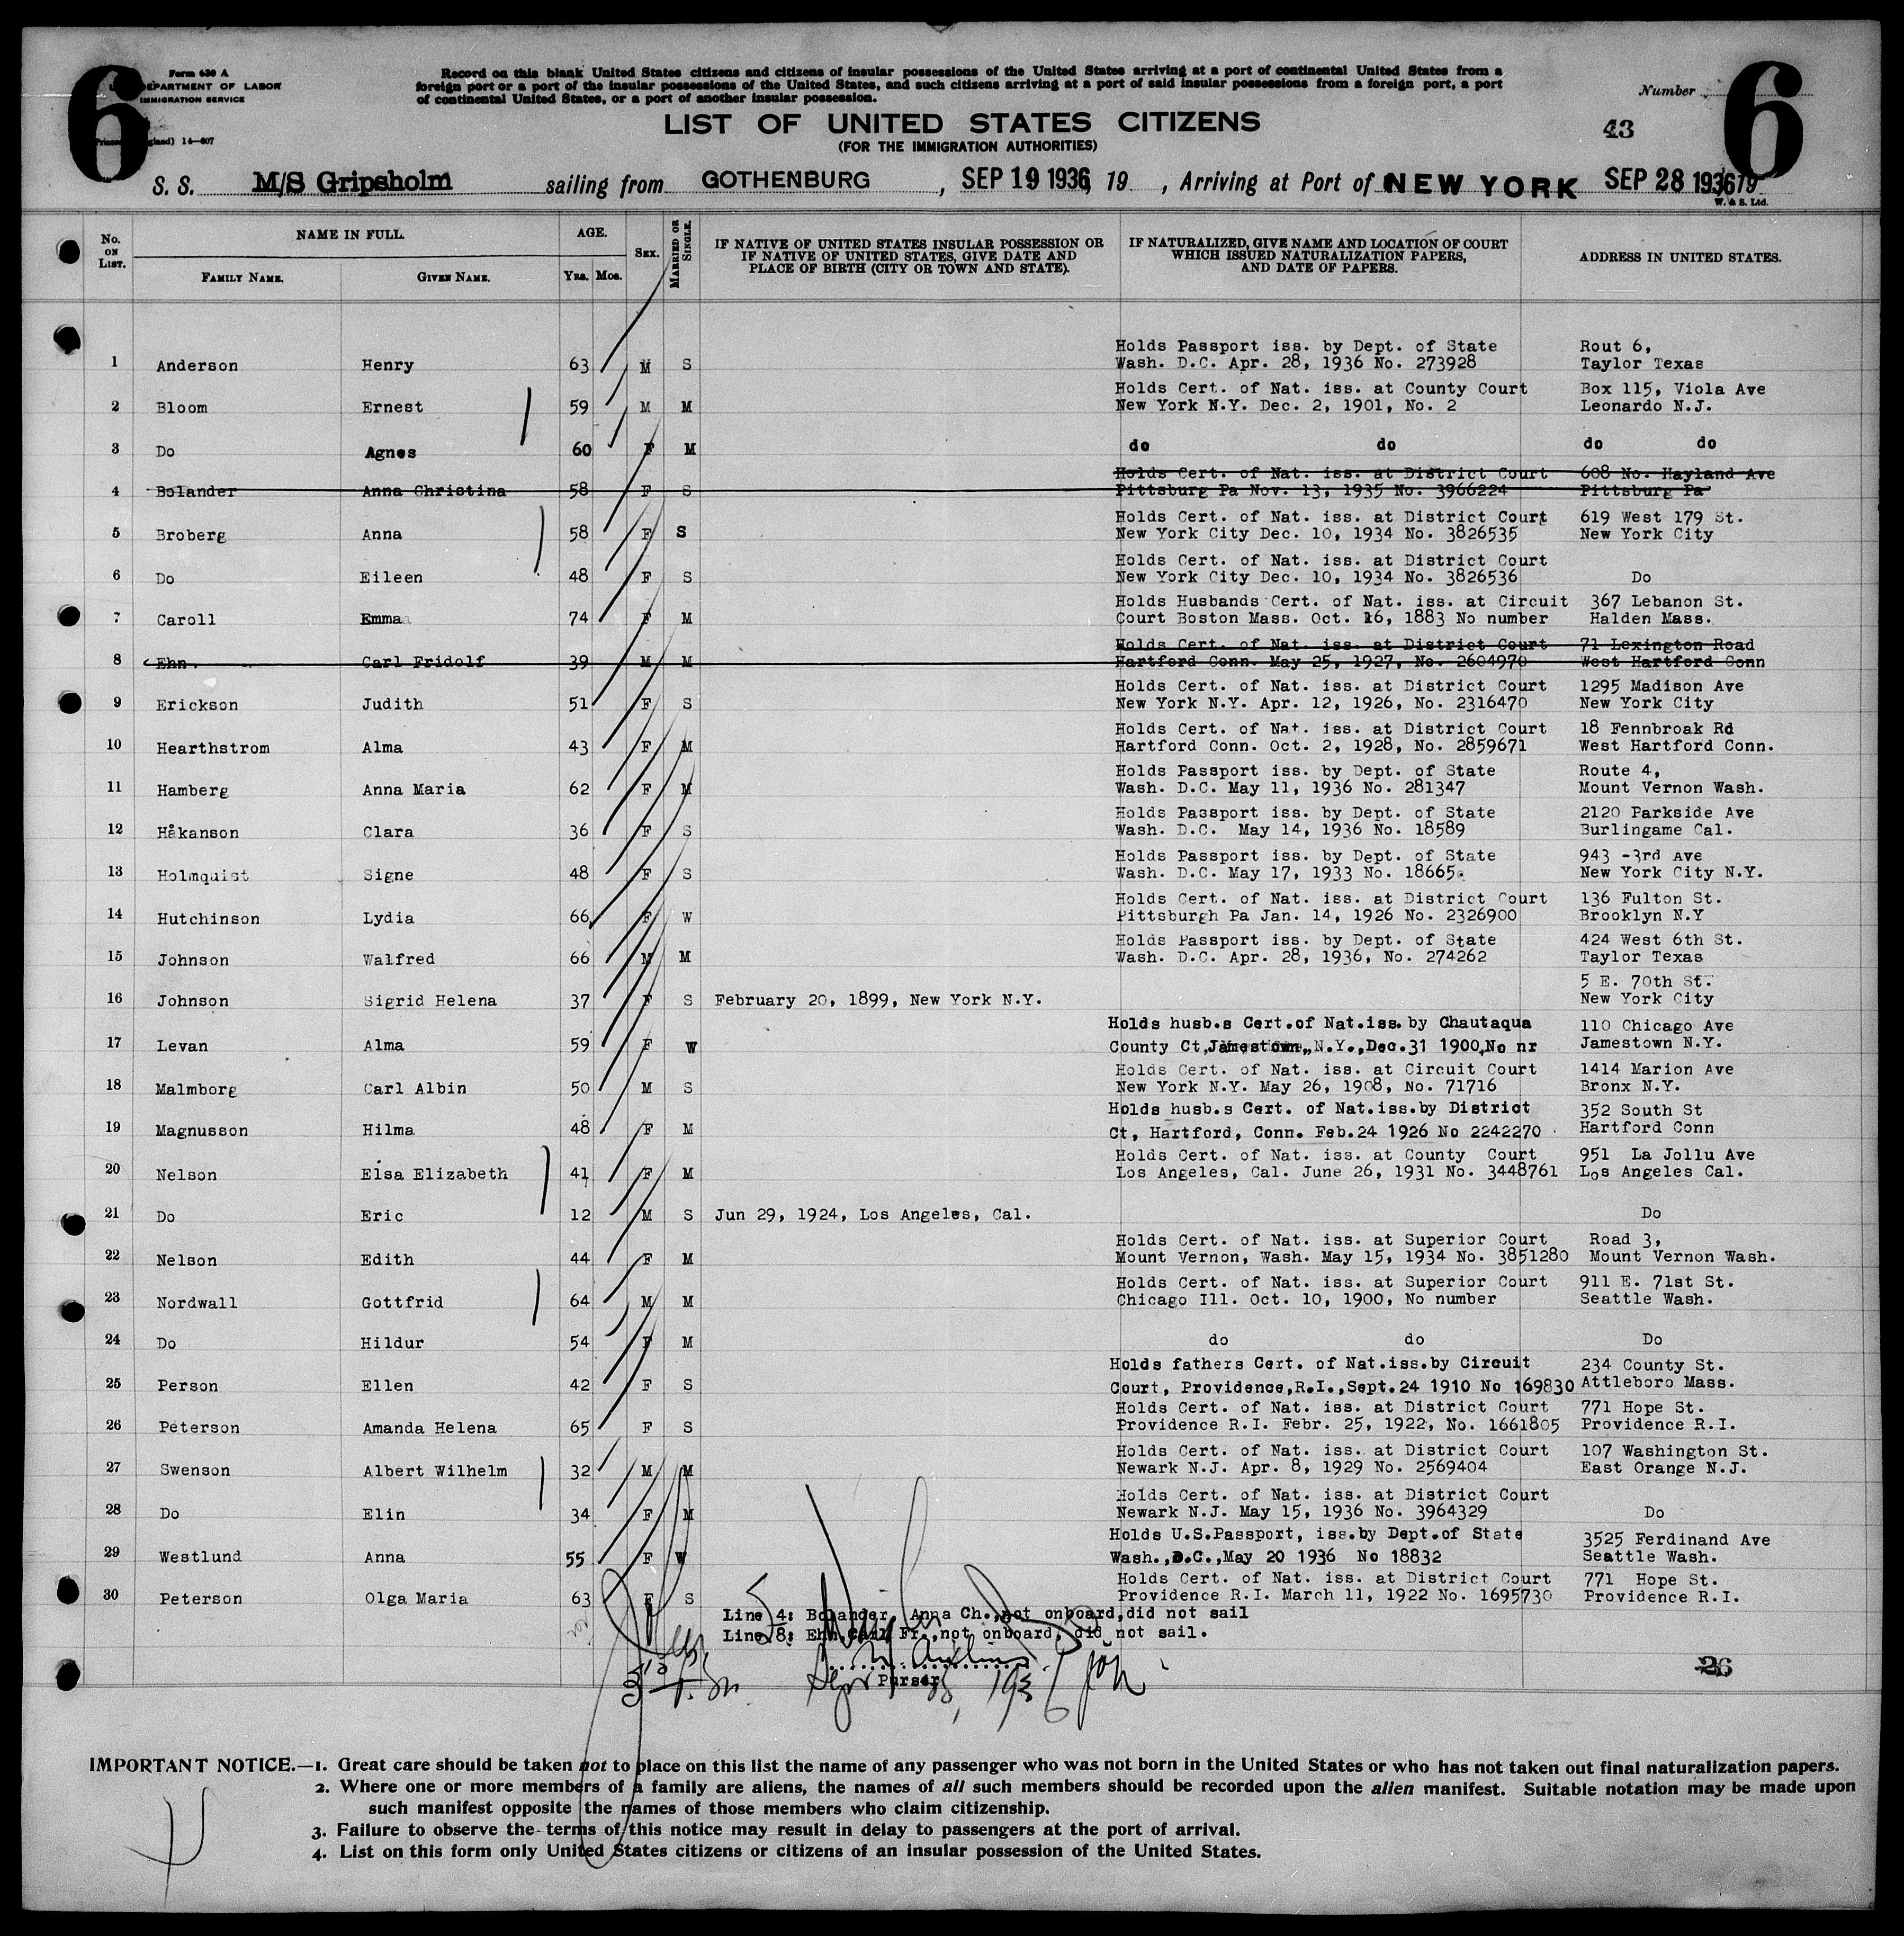 6
6
Form 630 A
DEPARTMENT OF LABOR
IMMIGRATION SERVICE
14—607
Record on this blank United States citizens and citizens of insular possessions of the United States arriving at a port of continental United States from a
foreign port or a port of the insular possessions of the United States, and such citizens arriving at a port of said insular possessions from a foreign port, a port
of continental United States, or a port of another insular possession.
Number
LIST OF UNITED STATES CITIZENS
(FOR THE IMMIGRATION AUTHORITIES)
43
S. S. M/S Gripsholm sailing from GOTHENBURG, SEP 19 1936, 19 , Arriving at Port of NEW YORK SEP 28 1936 19
W. & S. Ltd.
No. ON LIST.
NAME IN FULL.
FAMILY NAME. GIVEN NAME.
AGE.
Yrs. Mos.
SEX.
MARRIED OR SINGLE.
IF NATIVE OF UNITED STATES INSULAR POSSESSION OR
IF NATIVE OF UNITED STATES, GIVE DATE AND
PLACE OF BIRTH (CITY OR TOWN AND STATE).
IF NATURALIZED, GIVE NAME AND LOCATION OF COURT
WHICH ISSUED NATURALIZATION PAPERS,
AND DATE OF PAPERS.
ADDRESS IN UNITED STATES.
Holds Passport iss. by Dept. of State Rout 6,
1 Anderson Henry 63 M S Wash. D.C. Apr. 28, 1936 No. 273928 Taylor Texas
Holds Cert. of Nat. iss. at County Court Box 115, Viola Ave
2 Bloom Ernest 59 M M New York N.Y. Dec. 2, 1901, No. 2 Leonardo N.J.
3 Do Agnes 60 F M do do do do
Holds Cert. of Nat. iss. at District Court 608 No. Hayland Ave
4 Bolander Anna Christina 58 F S Pittsburg Pa Nov. 13, 1935 No. 3966224 Pittsburg Pa
Holds Cert. of Nat. iss. at District Court 619 West 179 St.
5 Broberg Anna 58 F S New York City Dec. 10, 1934 No. 3826535 New York City
Holds Cert. of Nat. iss. at District Court
6 Do Eileen 48 F S New York City Dec. 10, 1934 No. 3826536 Do
Holds Husbands Cert. of Nat. iss. at Circuit 367 Lebanon St.
7 Caroll Emma 74 F M Court Boston Mass. Oct. 16, 1883 No number Halden Mass.
Holds Cert. of Nat. iss. at District Court 71 Lexington Road
8 Ehn. Carl Fridolf 39 M M Hartford Conn. May 25, 1927, No. 2604970 West Hartford Conn
Holds Cert. of Nat. iss. at District Court 1295 Madison Ave
9 Erickson Judith 51 F S New York N.Y. Apr. 12, 1926, No. 2316470 New York City
Holds Cert. of Nat. iss. at District Court 18 Fennbroak Rd
10 Hearthstrom Alma 43 F M Hartford Conn. Oct. 2, 1928, No. 2859671 West Hartford Conn.
Holds Passport iss. by Dept. of State Route 4,
11 Hamberg Anna Maria 62 F M Wash. D.C. May 11, 1936 No. 281347 Mount Vernon Wash.
Holds Passport iss. by Dept. of State 2120 Parkside Ave
12 Håkanson Clara 36 F S Wash. D.C. May 14, 1936 No. 18589 Burlingame Cal.
Holds Passport iss. by Dept. of State 943 -3rd Ave
13 Holmquist Signe 48 F S Wash. D.C. May 17, 1933 No. 18665 New York City N.Y.
Holds Cert. of Nat. iss. at District Court 136 Fulton St.
14 Hutchinson Lydia 66 F W Pittsburgh Pa Jan. 14, 1926 No. 2326900 Brooklyn N.Y
Holds Passport iss. by Dept. of State 424 West 6th St.
15 Johnson Walfred 66 M M Wash. D.C. Apr. 28, 1936, No. 274262 Taylor Texas
5 E. 70th St.
16 Johnson Sigrid Helena 37 F S February 20, 1899, New York N.Y. New York City
Holds husb.s Cert.of Nat.iss. by Chautaqua 110 Chicago Ave
17 Levan Alma 59 F W County Ct,Jamestown,,N.Y.,Dec.31 1900,No nr Jamestown N.Y.
Holds Cert. of Nat. iss. at Circuit Court 1414 Marion Ave
18 Malmborg Carl Albin 50 M S New York N.Y. May 26, 1908, No. 71716 Bronx N.Y.
Holds husb.s Cert. of Nat.iss.by District 352 South St
19 Magnusson Hilma 48 F M Ct, Hartford, Conn. Feb.24 1926 No 2242270 Hartford Conn
Holds Cert. of Nat. iss. at County Court 951 La Jollu Ave
20 Nelson Elsa Elizabeth 41 F M Los Angeles, Cal. June 26, 1931 No. 3448761 Los Angeles Cal.
21 Do Eric 12 M S Jun 29, 1924, Los Angeles, Cal. Do
Holds Cert. of Nat. iss. at Superior Court Road 3,
22 Nelson Edith 44 F M Mount Vernon, Wash. May 15, 1934 No. 3851280 Mount Vernon Wash.
Holds Cert. of Nat. iss. at Superior Court 911 E. 71st St.
23 Nordwall Gottfrid 64 M M Chicago Ill. Oct. 10, 1900, No number Seattle Wash.
24 Do Hildur 54 F M do do Do
Holds fathers Cert. of Nat.iss.by Circuit 234 County St.
25 Person Ellen 42 F S Court, Providence,R.I.,Sept.24 1910 No 169830 Attleboro Mass.
Holds Cert. of Nat. iss. at District Court 771 Hope St.
26 Peterson Amanda Helena 65 F S Providence R.I. Febr. 25, 1922, No. 1661805 Providence R.I.
Holds Cert. of Nat. iss. at District Court 107 Washington St.
27 Swenson Albert Wilhelm 32 M M Newark N.J. Apr. 8, 1929 No. 2569404 East Orange N.J.
Holds Cert. of Nat. iss. at District Court
28 Do Elin 34 F M Newark N.J. May 15, 1936 No. 3964329 Do
Holds U.S.Passport, iss.by Dept.of State 3525 Ferdinand Ave
29 Westlund Anna 55 F W Wash.,D.C.,May 20 1936 No 18832 Seattle Wash.
Holds Cert. of Nat. iss. at District Court 771 Hope St.
30 Peterson Olga Maria 63 F S Providence R.I. March 11, 1922 No. 1695730 Providence R.I.
Line 4: Bolander, Anna Ch.,not onboard,did not sail
Line 8: Ehn,Carl Fr.,not onboard, did not sail.
Purser
26
IMPORTANT NOTICE.—1. Great care should be taken not to place on this list the name of any passenger who was not born in the United States or who has not taken out final naturalization papers.
2. Where one or more members of a family are aliens, the names of all such members should be recorded upon the alien manifest. Suitable notation may be made upon
such manifest opposite the names of those members who claim citizenship.
3. Failure to observe the terms of this notice may result in delay to passengers at the port of arrival.
4. List on this form only United States citizens or citizens of an insular possession of the United States.